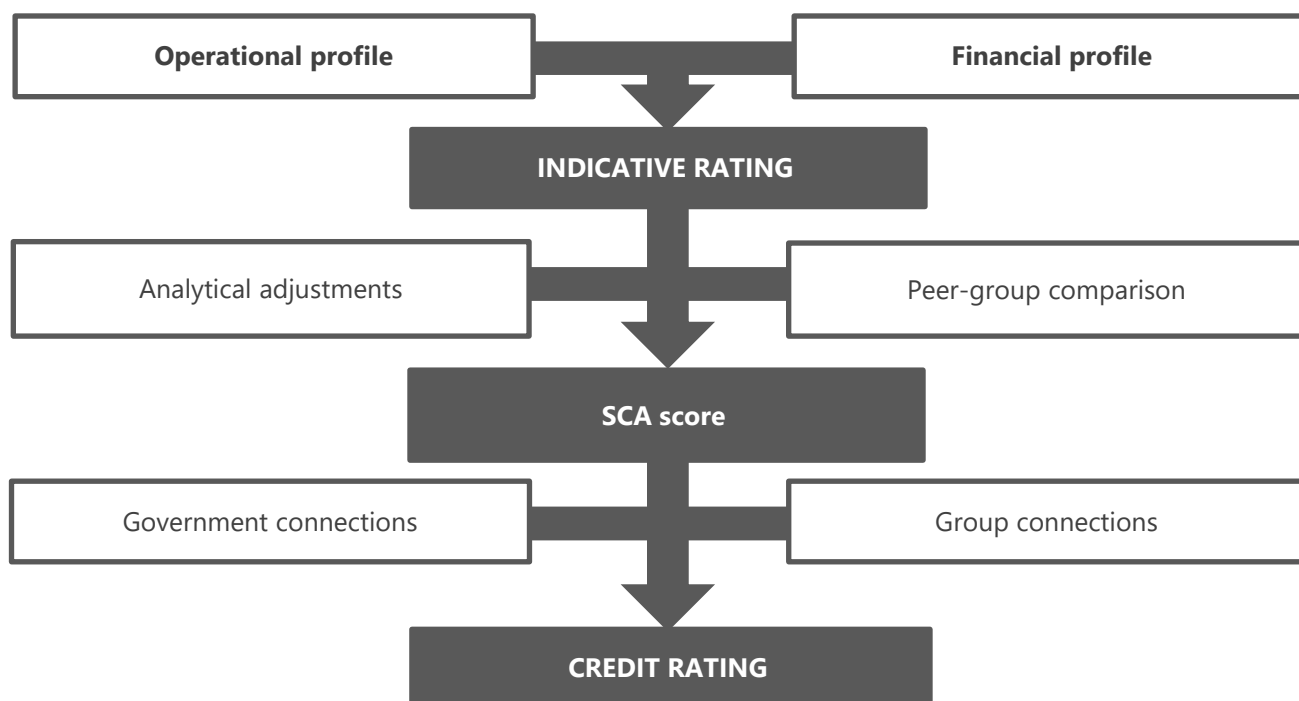 Operational profile
Financial profile
INDICATIVE RATING
Analytical adjustments
Peer-group comparison
SCA score
Government connections
Group connections
CREDIT RATING